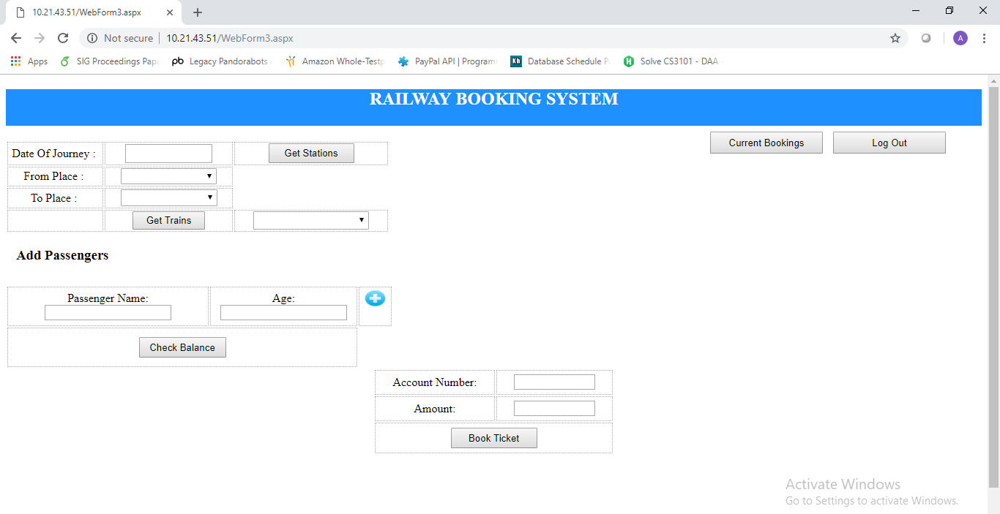 10.21.43.51/WebForm3.aspx
Not secure 10.21.43.51/WebForm3.aspx A
Apps SIG Proceedings Pape pb Legacy Pandorabots Amazon Whole-Testp PayPal API | Program Kb Database Schedule P H Solve CS3101 - DAA
RAILWAY BOOKING SYSTEM
Current Bookings Log Out
Date Of Journey : Get Stations
From Place :
To Place :
Get Trains
Add Passengers
Passenger Name: Age:
Check Balance
Account Number:
Amount:
Book Ticket
Activate Windows
Go to Settings to activate Windows.